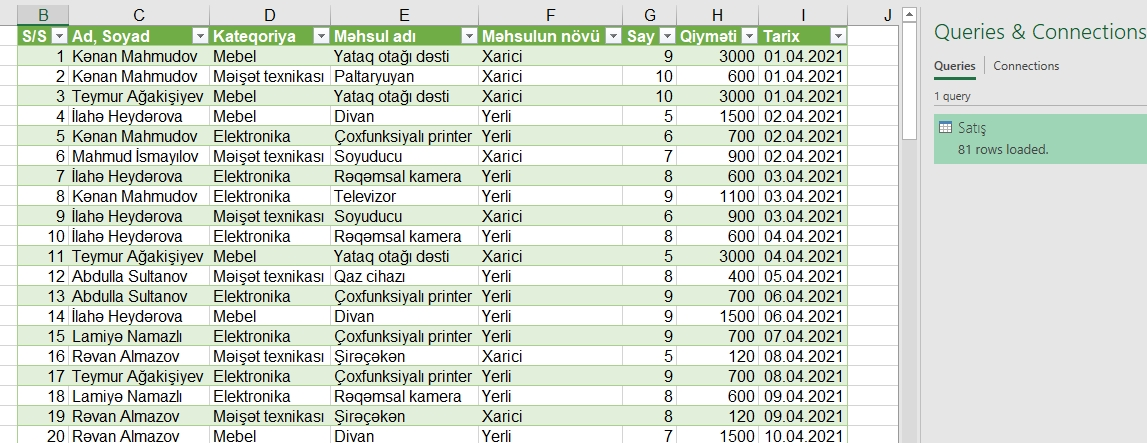 B C D E F G H I J
S/S Ad, Soyad Kateqoriya Məhsul adı Məhsulun növü Say Qiyməti Tarix
1 Kənan Mahmudov Mebel Yataq otağı dəsti Xarici 9 3000 01.04.2021
2 Kənan Mahmudov Məişət texnikası Paltaryuyan Xarici 10 600 01.04.2021
3 Teymur Ağakişiyev Mebel Yataq otağı dəsti Xarici 10 3000 01.04.2021
4 İlahə Heydərova Mebel Divan Yerli 5 1500 02.04.2021
5 Kənan Mahmudov Elektronika Çoxfunksiyalı printer Yerli 6 700 02.04.2021
6 Mahmud İsmayılov Məişət texnikası Soyuducu Xarici 7 900 02.04.2021
7 İlahə Heydərova Elektronika Rəqəmsal kamera Yerli 8 600 03.04.2021
8 Kənan Mahmudov Elektronika Televizor Yerli 9 1100 03.04.2021
9 İlahə Heydərova Məişət texnikası Soyuducu Xarici 6 900 03.04.2021
10 İlahə Heydərova Elektronika Rəqəmsal kamera Yerli 8 600 04.04.2021
11 Teymur Ağakişiyev Mebel Yataq otağı dəsti Xarici 5 3000 04.04.2021
12 Abdulla Sultanov Məişət texnikası Qaz cihazı Yerli 8 400 05.04.2021
13 Abdulla Sultanov Elektronika Çoxfunksiyalı printer Yerli 9 700 06.04.2021
14 İlahə Heydərova Mebel Divan Yerli 9 1500 06.04.2021
15 Lamiyə Namazlı Elektronika Çoxfunksiyalı printer Yerli 9 700 07.04.2021
16 Rəvan Almazov Məişət texnikası Şirəçəkən Xarici 5 120 08.04.2021
17 Teymur Ağakişiyev Elektronika Çoxfunksiyalı printer Yerli 9 700 08.04.2021
18 Lamiyə Namazlı Elektronika Rəqəmsal kamera Yerli 8 600 09.04.2021
19 Rəvan Almazov Məişət texnikası Şirəçəkən Xarici 8 120 09.04.2021
20 Rəvan Almazov Mebel Divan Yerli 7 1500 10.04.2021
Queries & Connections
Queries Connections
1 query
Satış
81 rows loaded.